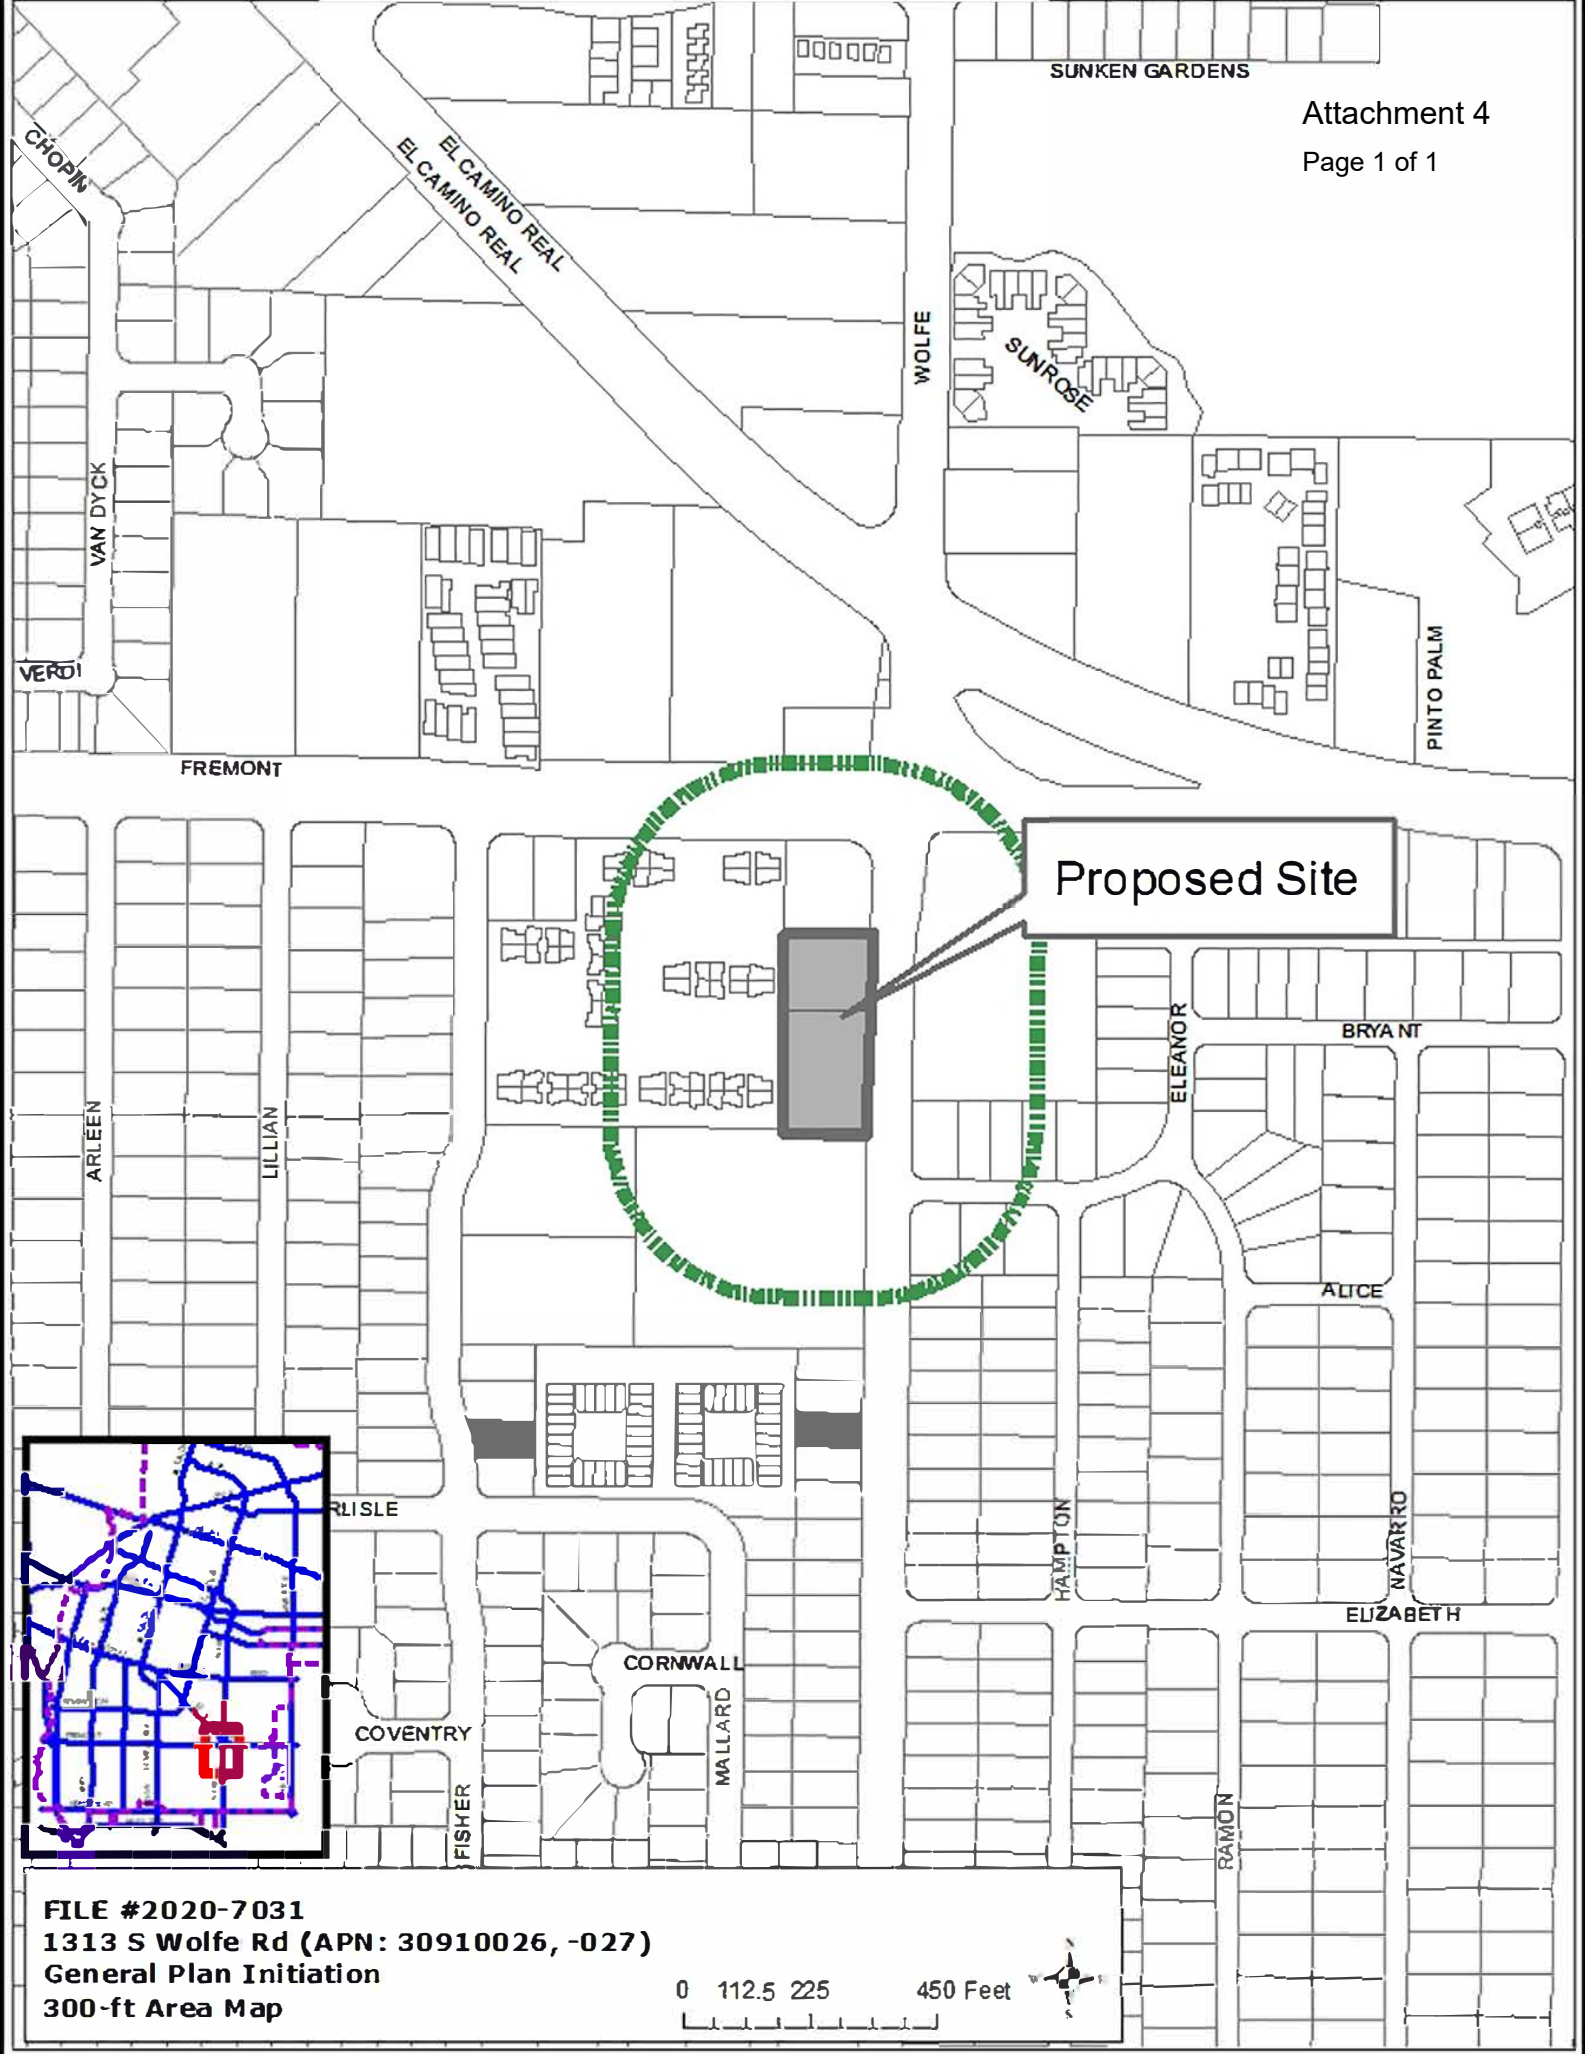 SUNKEN GARDENS
Attachment 4
Page 1 of 1
CHOPIN
EL CAMINO REAL
EL CAMINO REAL
WOLFE
SUNROSE
VAN DYCK
VERDI
PINTO PALM
FREMONT
Proposed Site
ELEANOR
BRYANT
ARLEEN
LILLIAN
ALICE
RLISLE
HAMPTON
NAVARRO
ELIZABETH
CORNWALL
COVENTRY
MALLARD
FISHER
RAMON
FILE #2020-7031
1313 S Wolfe Rd (APN: 30910026, -027)
General Plan Initiation
300-ft Area Map
0 112.5 225 450 Feet